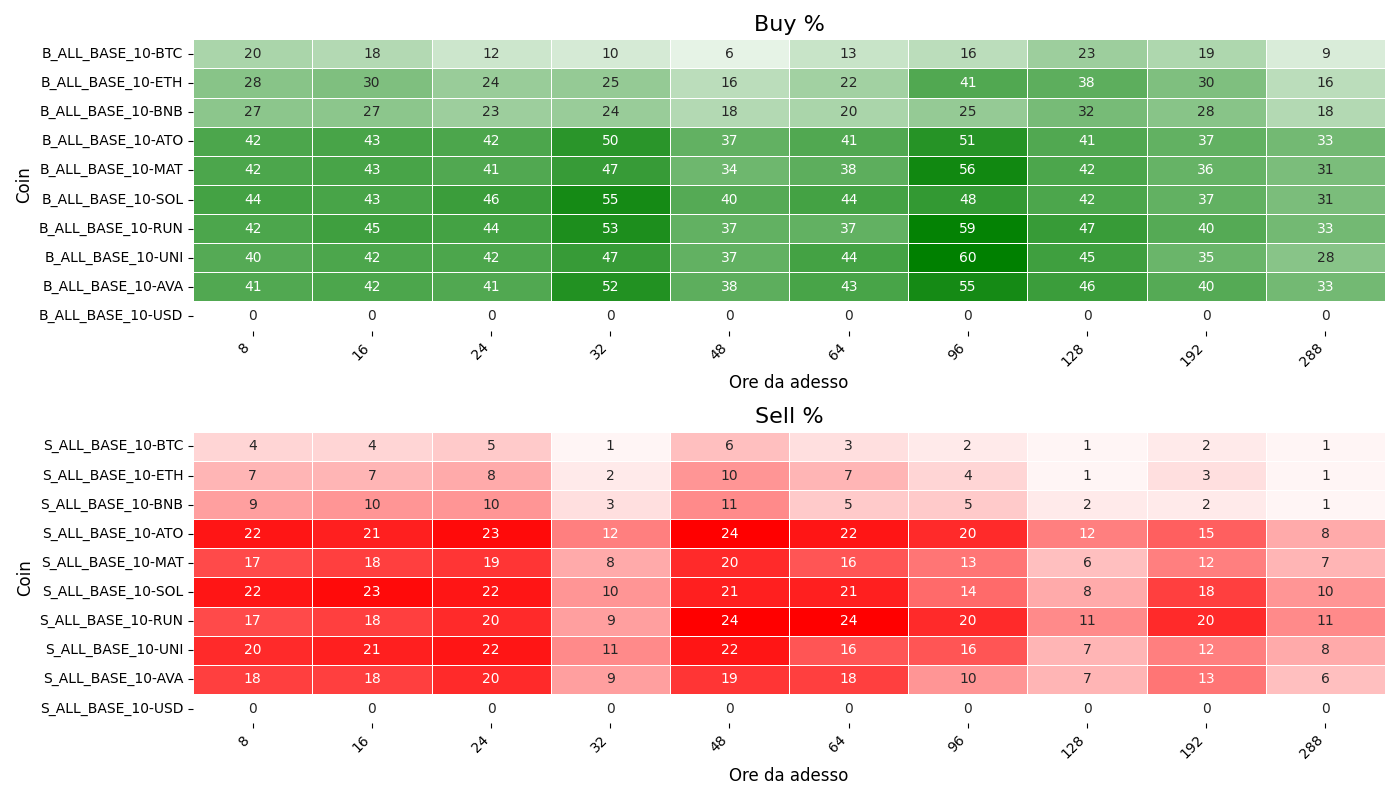 Buy %
Coin
B_ALL_BASE_10-BTC 20 18 12 10 6 13 16 23 19 9
B_ALL_BASE_10-ETH 28 30 24 25 16 22 41 38 30 16
B_ALL_BASE_10-BNB 27 27 23 24 18 20 25 32 28 18
B_ALL_BASE_10-ATO 42 43 42 50 37 41 51 41 37 33
B_ALL_BASE_10-MAT 42 43 41 47 34 38 56 42 36 31
B_ALL_BASE_10-SOL 44 43 46 55 40 44 48 42 37 31
B_ALL_BASE_10-RUN 42 45 44 53 37 37 59 47 40 33
B_ALL_BASE_10-UNI 40 42 42 47 37 44 60 45 35 28
B_ALL_BASE_10-AVA 41 42 41 52 38 43 55 46 40 33
B_ALL_BASE_10-USD 0 0 0 0 0 0 0 0 0 0
8 16 24 32 48 64 96 128 192 288
Ore da adesso
Sell %
Coin
S_ALL_BASE_10-BTC 4 4 5 1 6 3 2 1 2 1
S_ALL_BASE_10-ETH 7 7 8 2 10 7 4 1 3 1
S_ALL_BASE_10-BNB 9 10 10 3 11 5 5 2 2 1
S_ALL_BASE_10-ATO 22 21 23 12 24 22 20 12 15 8
S_ALL_BASE_10-MAT 17 18 19 8 20 16 13 6 12 7
S_ALL_BASE_10-SOL 22 23 22 10 21 21 14 8 18 10
S_ALL_BASE_10-RUN 17 18 20 9 24 24 20 11 20 11
S_ALL_BASE_10-UNI 20 21 22 11 22 16 16 7 12 8
S_ALL_BASE_10-AVA 18 18 20 9 19 18 10 7 13 6
S_ALL_BASE_10-USD 0 0 0 0 0 0 0 0 0 0
8 16 24 32 48 64 96 128 192 288
Ore da adesso